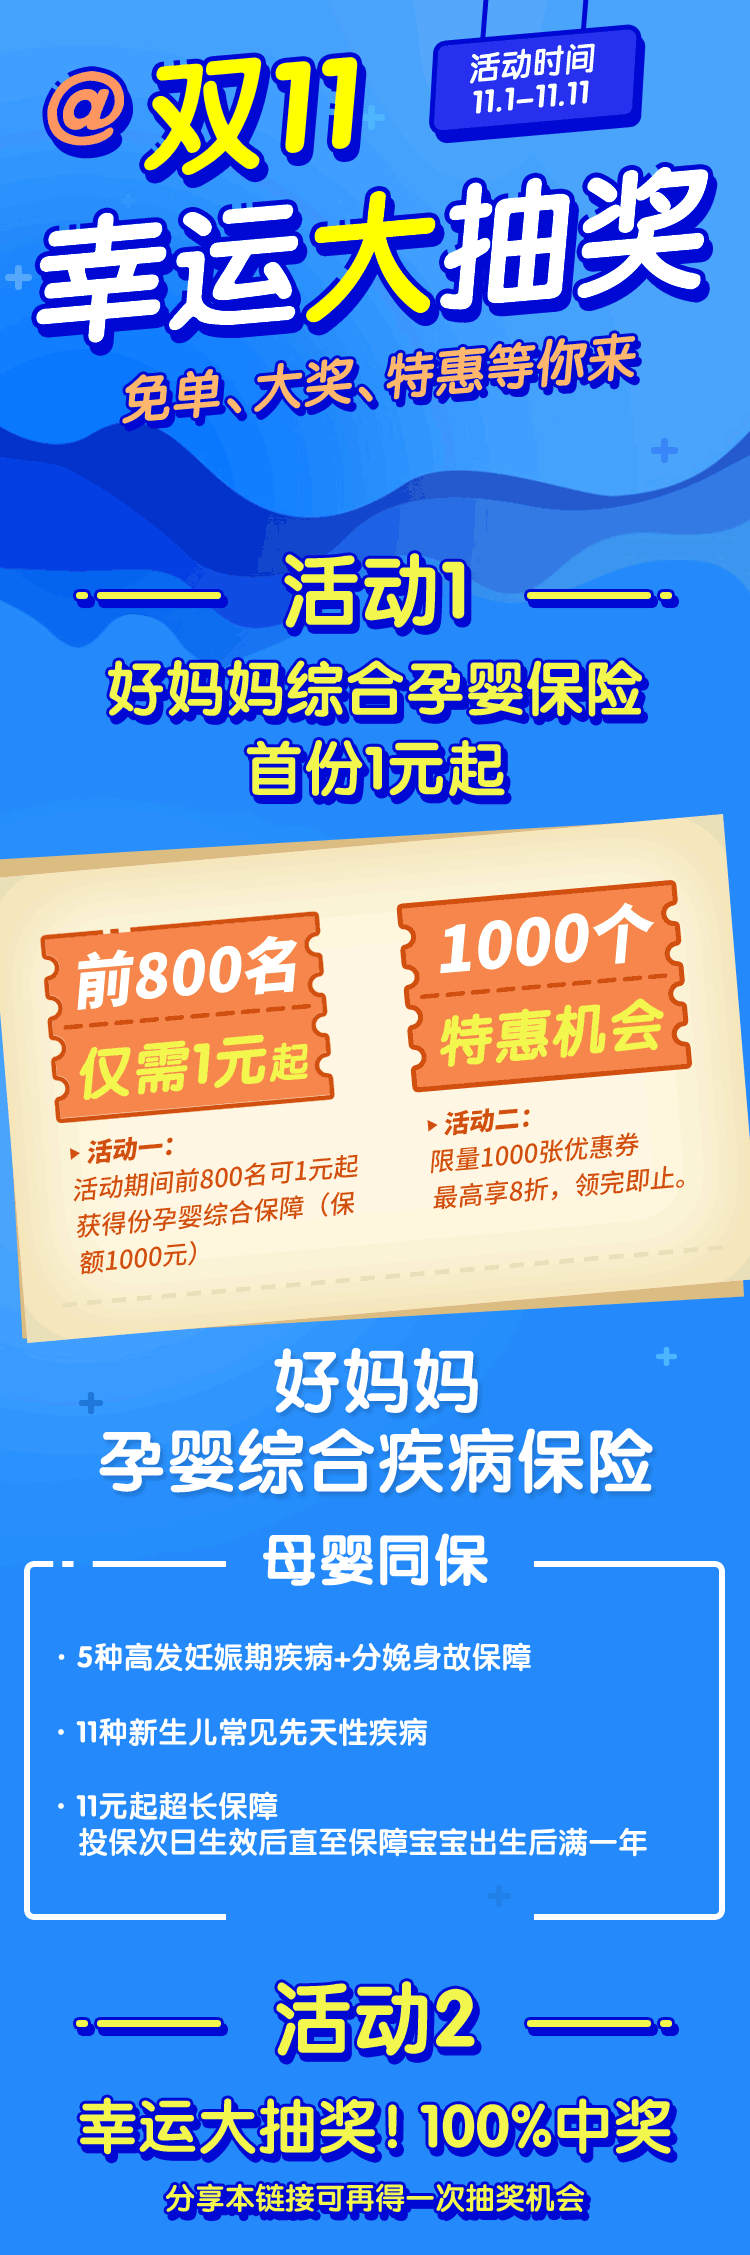 @双11
活动时间
11.1-11.11
幸运大抽奖
免单、大奖、特惠等你来
活动1
好妈妈综合孕婴保险
首份1元起
前800名
仅需1元起
▸活动一:
活动期间前800名可1元起
获得份孕婴综合保障（保
额1000元）
1000个
特惠机会
▸活动二:
限量1000张优惠券
最高享8折，领完即止。
好妈妈
孕婴综合疾病保险
母婴同保
· 5种高发妊娠期疾病+分娩身故保障
· 11种新生儿常见先天性疾病
· 11元起超长保障
投保次日生效后直至保障宝宝出生后满一年
活动2
幸运大抽奖! 100%中奖
分享本链接可再得一次抽奖机会